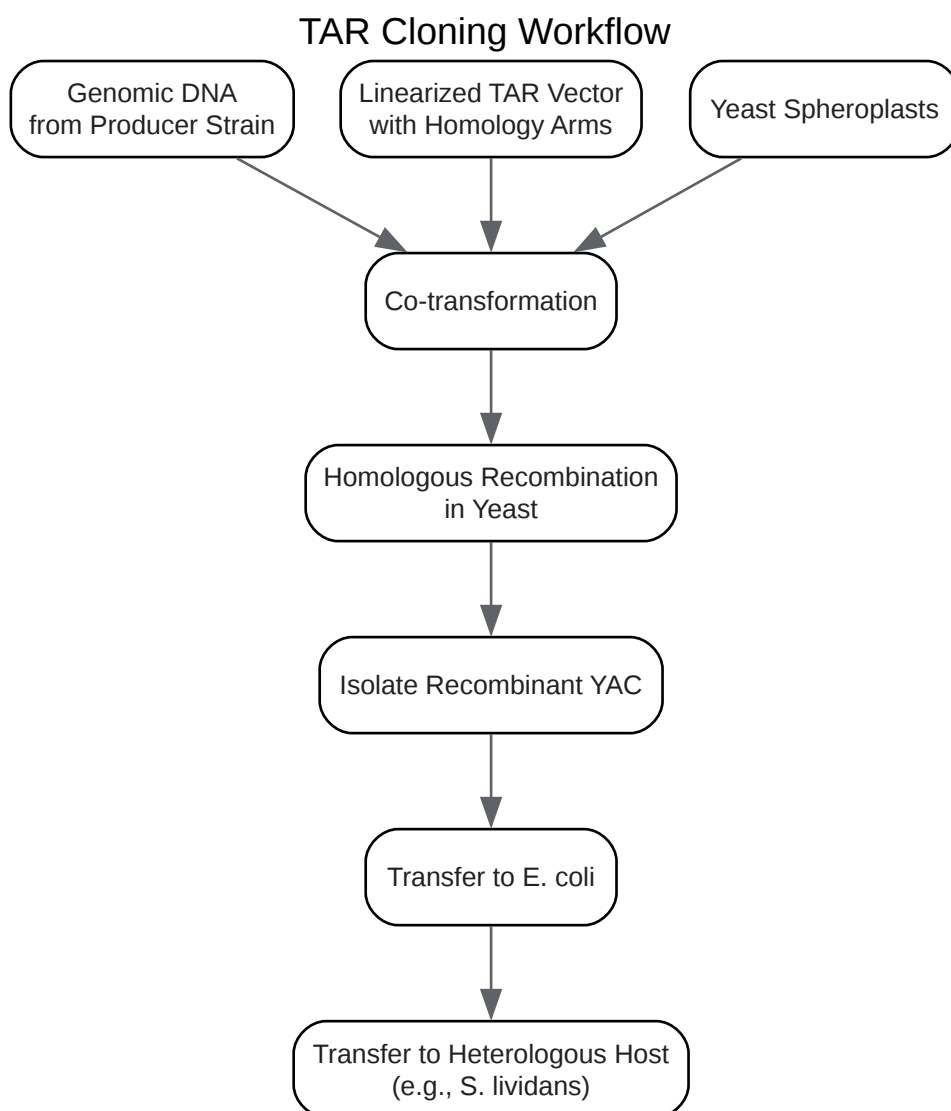 TAR Cloning Workflow
Genomic DNA
from Producer Strain
Linearized TAR Vector
with Homology Arms
Yeast Spheroplasts
Co-transformation
Homologous Recombination
in Yeast
Isolate Recombinant YAC
Transfer to E. coli
Transfer to Heterologous Host
(e.g., S. lividans)